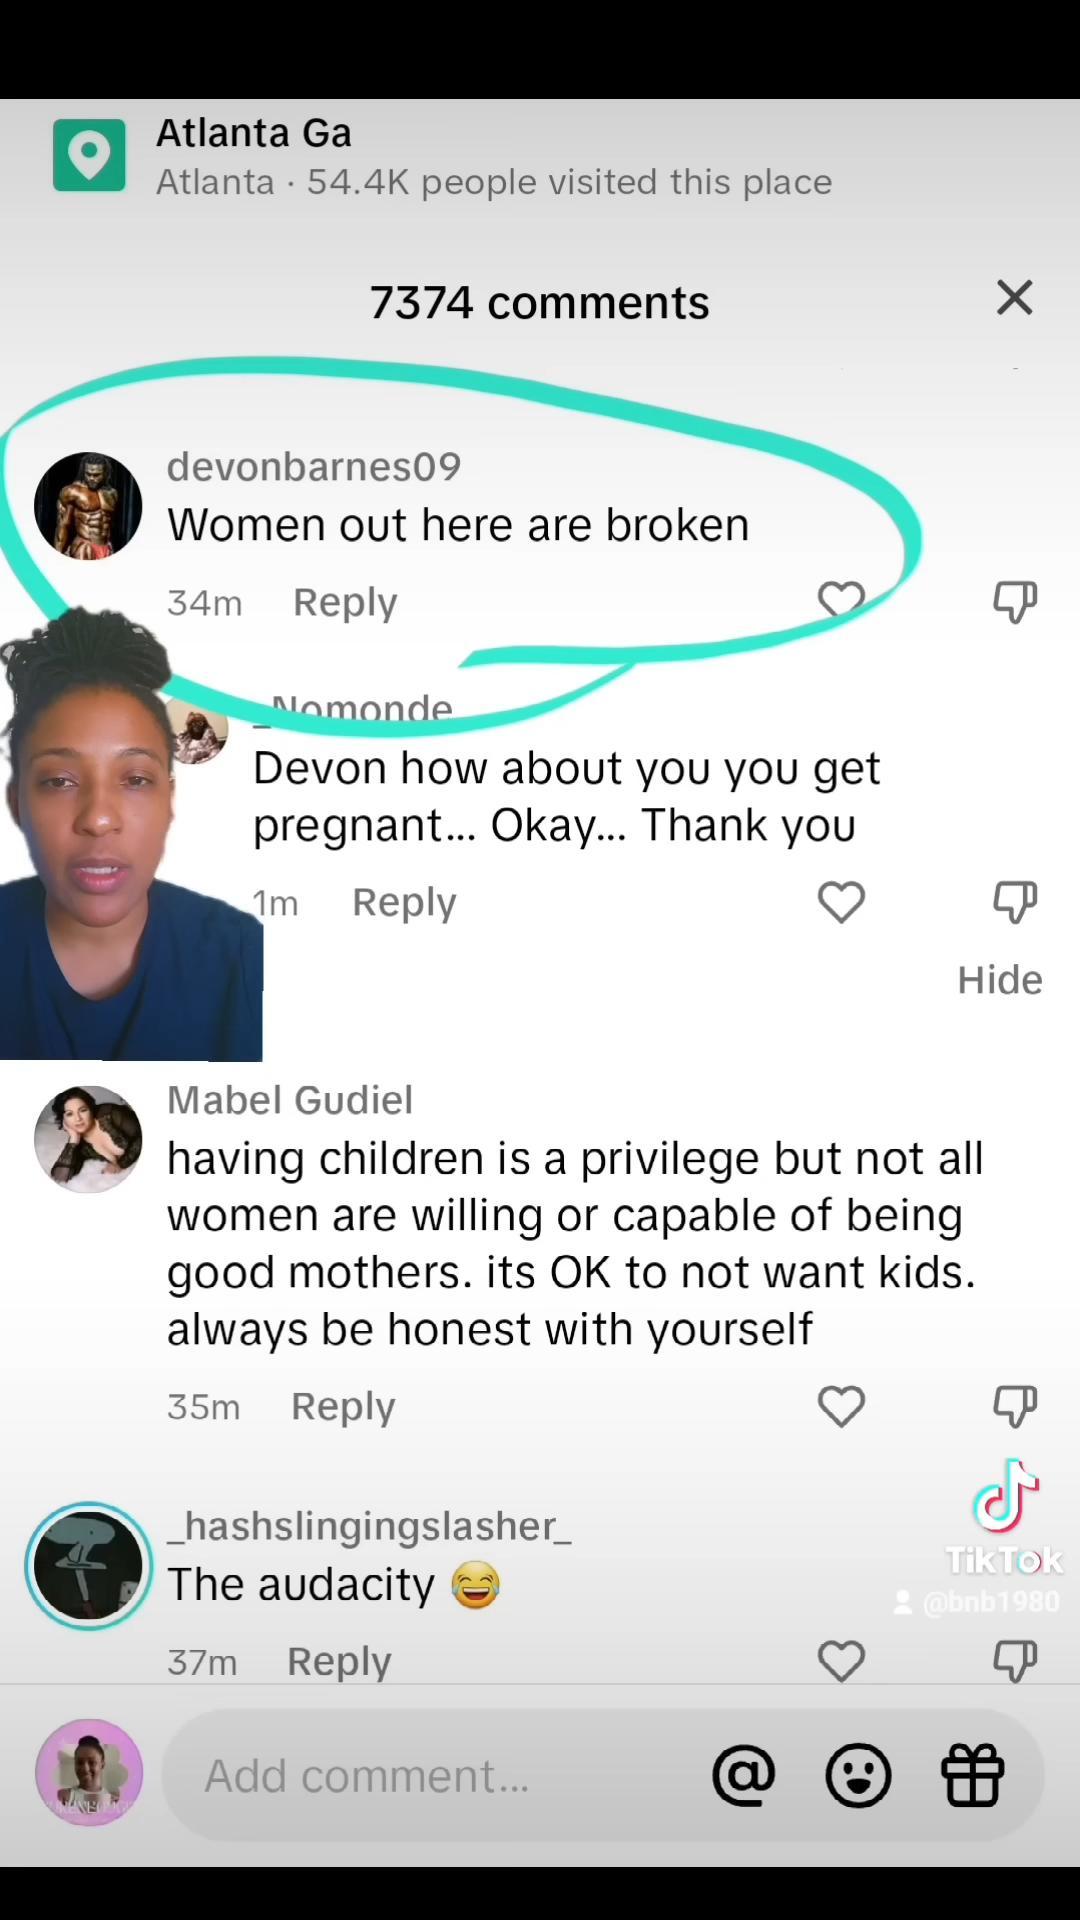 Atlanta Ga
Atlanta · 54.4K people visited this place
7374 comments
devonbarnes09
Women out here are broken
34m Reply
_Nomonde
Devon how about you you get
pregnant... Okay... Thank you
1m Reply
Hide
Mabel Gudiel
having children is a privilege but not all
women are willing or capable of being
good mothers. its OK to not want kids.
always be honest with yourself
35m Reply
_hashslingingslasher_
The audacity 😂
37m Reply
TikTok
@bnb1980
Add comment...